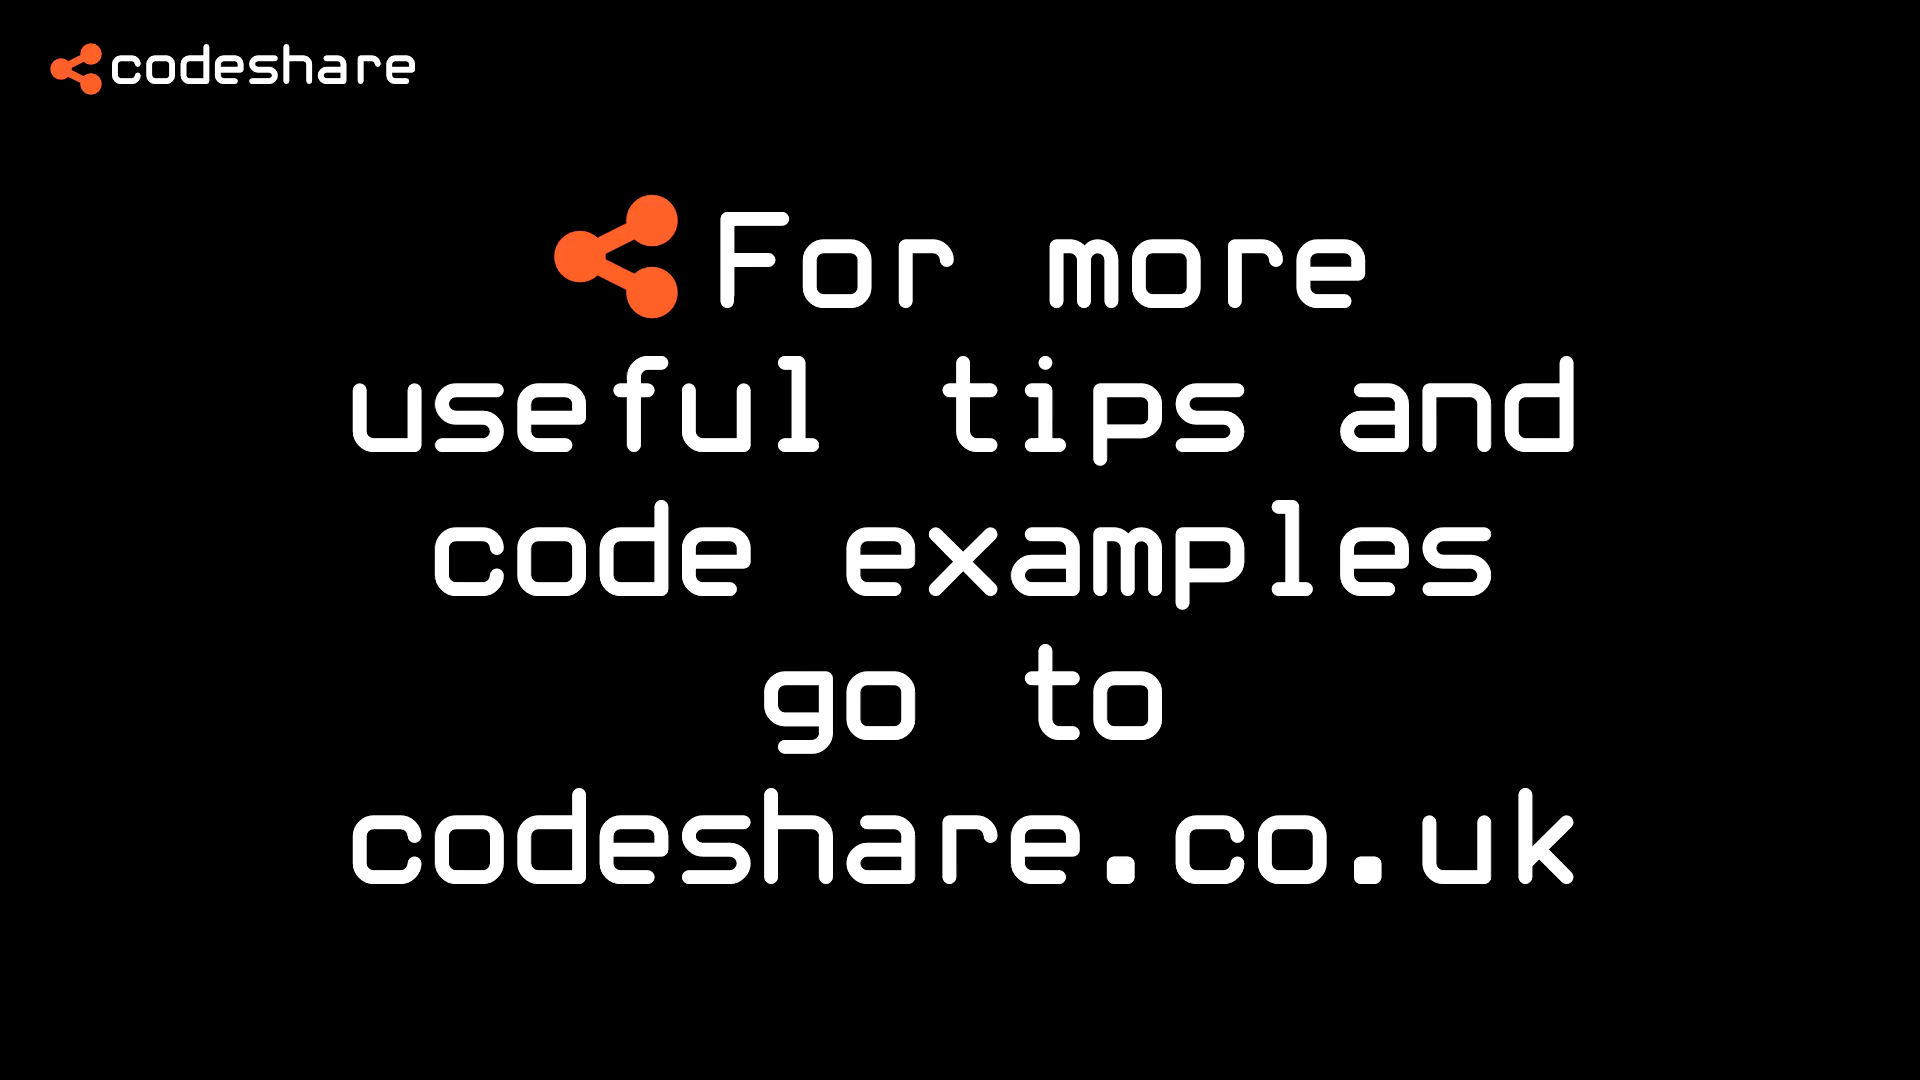 codeshare
For more
useful tips and
code examples
go to
codeshare.co.uk